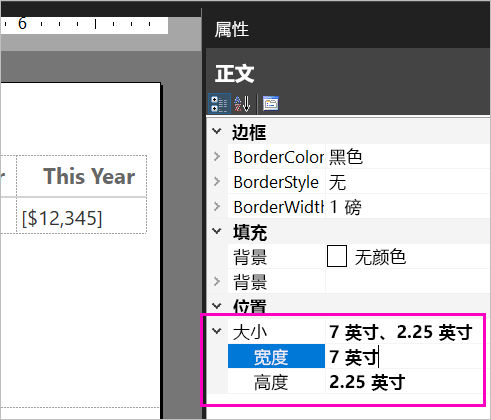 6
属性
正文
边框
BorderColor 黑色
BorderStyle 无
BorderWidth 1 磅
填充
背景 无颜色
背景
位置
大小 7 英寸、2.25 英寸
宽度 7 英寸
高度 2.25 英寸
r This Year
[$12,345]